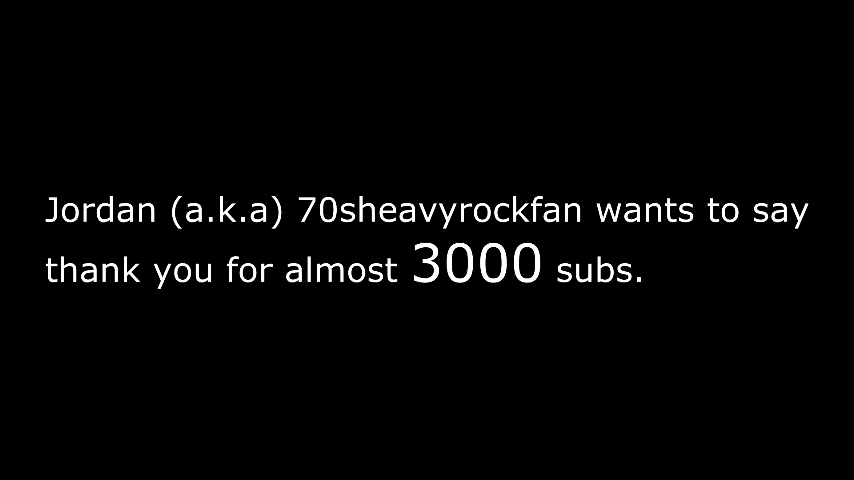 Jordan (a.k.a) 70sheavyrockfan wants to say
thank you for almost 3000 subs.